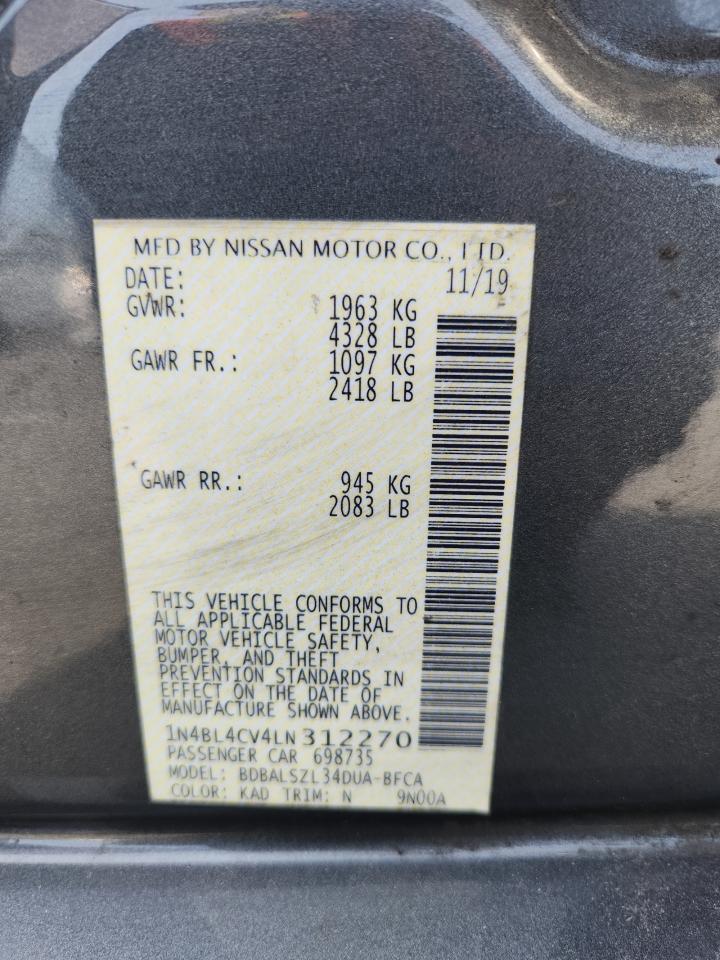 MFD BY NISSAN MOTOR CO., LTD.
DATE: 11/19
GVWR: 1963 KG
4328 LB
GAWR FR.: 1097 KG
2418 LB
GAWR RR.: 945 KG
2083 LB
THIS VEHICLE CONFORMS TO
ALL APPLICABLE FEDERAL
MOTOR VEHICLE SAFETY,
BUMPER, AND THEFT
PREVENTION STANDARDS IN
EFFECT ON THE DATE OF
MANUFACTURE SHOWN ABOVE.
1N4BL4CV4LN312270
PASSENGER CAR 698735
MODEL: BDBALSZL34DUA-BFCA
COLOR: KAD TRIM: N 9N00A